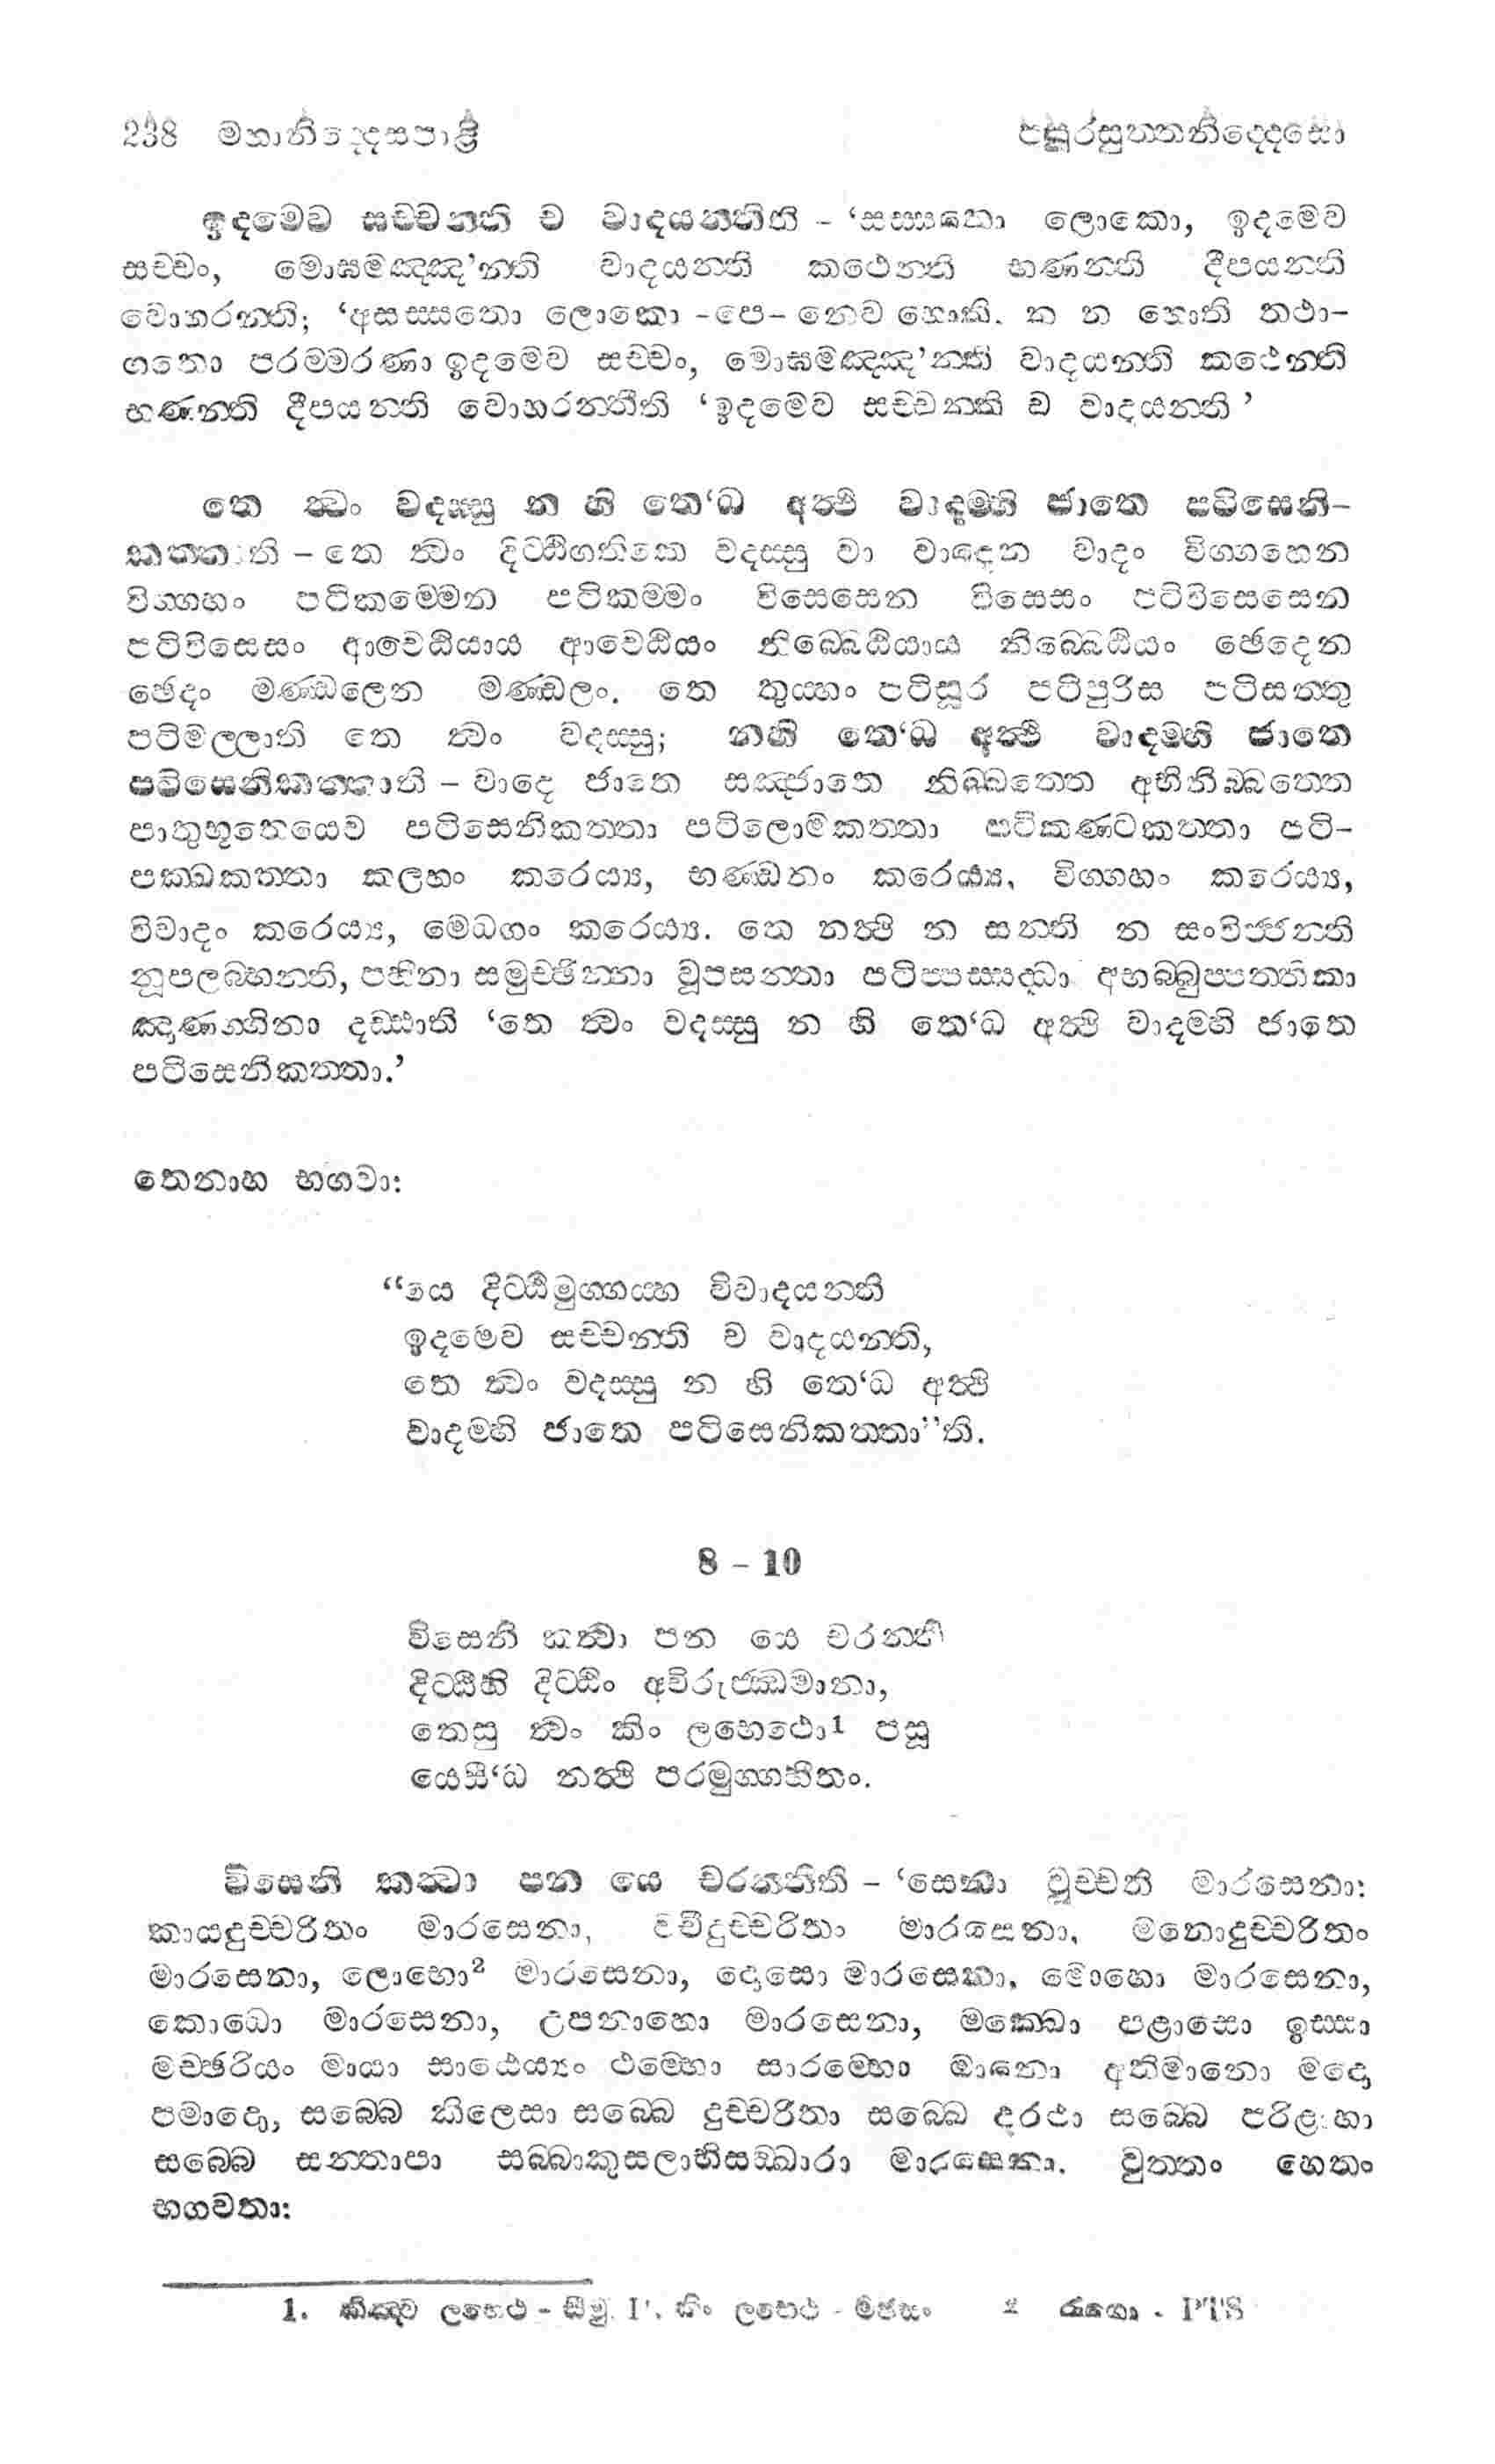 238 මහානිද්දෙසපාළි පසූරසුත්තනිද්දෙසො
ඉදමෙව සච්චන්ති ච වාදයන්තීති - ‘සස්සතො ලොකො, ඉදමෙව
සච්චං, මොඝමඤ්ඤ’න්ති වාදයන්ති කථෙන්ති භණන්ති දීපයන්ති
වොහරන්ති; ‘අසස්සතො ලොකො -පෙ- නෙව හොති. න න හොති තථා-
ගතො පරම්මරණා ඉදමෙව සච්චං, මොඝමඤ්ඤ’න්ති වාදයන්ති කථෙන්ති
භණන්ති දීපයන්ති වොහරන්තීති ‘ඉදමෙව සච්චන්ති ච වාදයන්ති’
තෙ ත්වං වදස්සු න හි තෙ‘ධ අත්ථි වාදම්හි ජාතෙ පටිසෙනි-
කත්තාති - තෙ ත්වං දිට්ඨිගතිකෙ වදස්සු වා වාදෙන වාදං විග්ගහෙන
විග්ගහං පටිකම්මෙන පටිකම්මං විසෙසෙන විසෙසං පටිවිසෙසෙන
පටිවිසෙසං ආවෙඨියාය ආවෙඨියං නිබ්බෙඨියාය නිබ්බෙඨියං ඡෙදෙන
ඡෙදං මණ්ඩලෙන මණ්ඩලං. තෙ තුය්හං පටිසූර පටිපුරිස පටිසත්තු
පටිමල්ලාති තෙ ත්වං වදස්සු; නහි තෙ‘ධ අත්ථි වාදම්හි ජාතෙ
පටිසෙනිකත්තාති - වාදෙ ජාතෙ සඤ්ජාතෙ නිබ්බත්තෙ අභිනිබ්බත්තෙ
පාතුභූතෙයෙව පටිසෙනිකත්තා පටිලොමකත්තා පටිකණ්ටකත්තා පටි-
පක්ඛකත්තා කලහං කරෙය්‍ය, භණ්ඩනං කරෙය්‍ය, විග්ගහං කරෙය්‍ය,
විවාදං කරෙය්‍ය, මෙධගං කරෙය්‍ය. තෙ නත්ථි න සන්ති න සංවිජ්ජන්ති
නූපලබ්භන්ති, පහීනා සමුච්ඡින්නා වූපසන්තා පටිප්පස්සද්ධා අභබ්බුප්පත්තිකා
ඤාණග්ගිනා දඩ්ඪාති ‘තෙ ත්වං වදස්සු න හි තෙ‘ධ අත්ථි වාදම්හි ජාතෙ
පටිසෙනිකත්තා.’
තෙනාහ භගවා:
“යෙ දිට්ඨිමුග්ගය්හ විවාදයන්ති
ඉදමෙව සච්චන්ති ච වාදයන්ති,
තෙ ත්වං වදස්සු න හි තෙ‘ධ අත්ථි
වාදම්හි ජාතෙ පටිසෙනිකත්තා”ති.
8 - 10
විසෙනි කත්වා පන යෙ චරන්ති
දිට්ඨීහි දිට්ඨිං අවිරුජ්ඣමානා,
තෙසු ත්වං කිං ලභෙථො1 පසූ
යෙසී‘ධ නත්ථි පරමුග්ගහීතං.
විසෙනි කත්වා පන යෙ චරන්තීති - ‘සෙනා වුච්චති මාරසෙනා:
කායදුච්චරිතං මාරසෙනා, වචීදුච්චරිතං මාරසෙනා, මනොදුච්චරිතං
මාරසෙනා, ලොභො2 මාරසෙනා, දොසො මාරසෙනා, මොහො මාරසෙනා,
කොධො මාරසෙනා, උපනාහො මාරසෙනා, මක්ඛො පළාසො ඉස්සා
මච්ඡරියං මායා සාඨෙය්‍යං ථම්භො සාරම්භො මානො අතිමානො මදො
පමාදො, සබ්බෙ කිලෙසා සබ්බෙ දුච්චරිතා සබ්බෙ දරථා සබ්බෙ පරිළාහා
සබ්බෙ සන්තාපා සබ්බාකුසලාභිසඞ්ඛාරා මාරසෙනා. වුත්තං හෙතං
භගවතා:
1. කිඤ්ච ලභෙථ - සීමු. කිං ලභෙථ - මජසං 2 රාගො - PTS